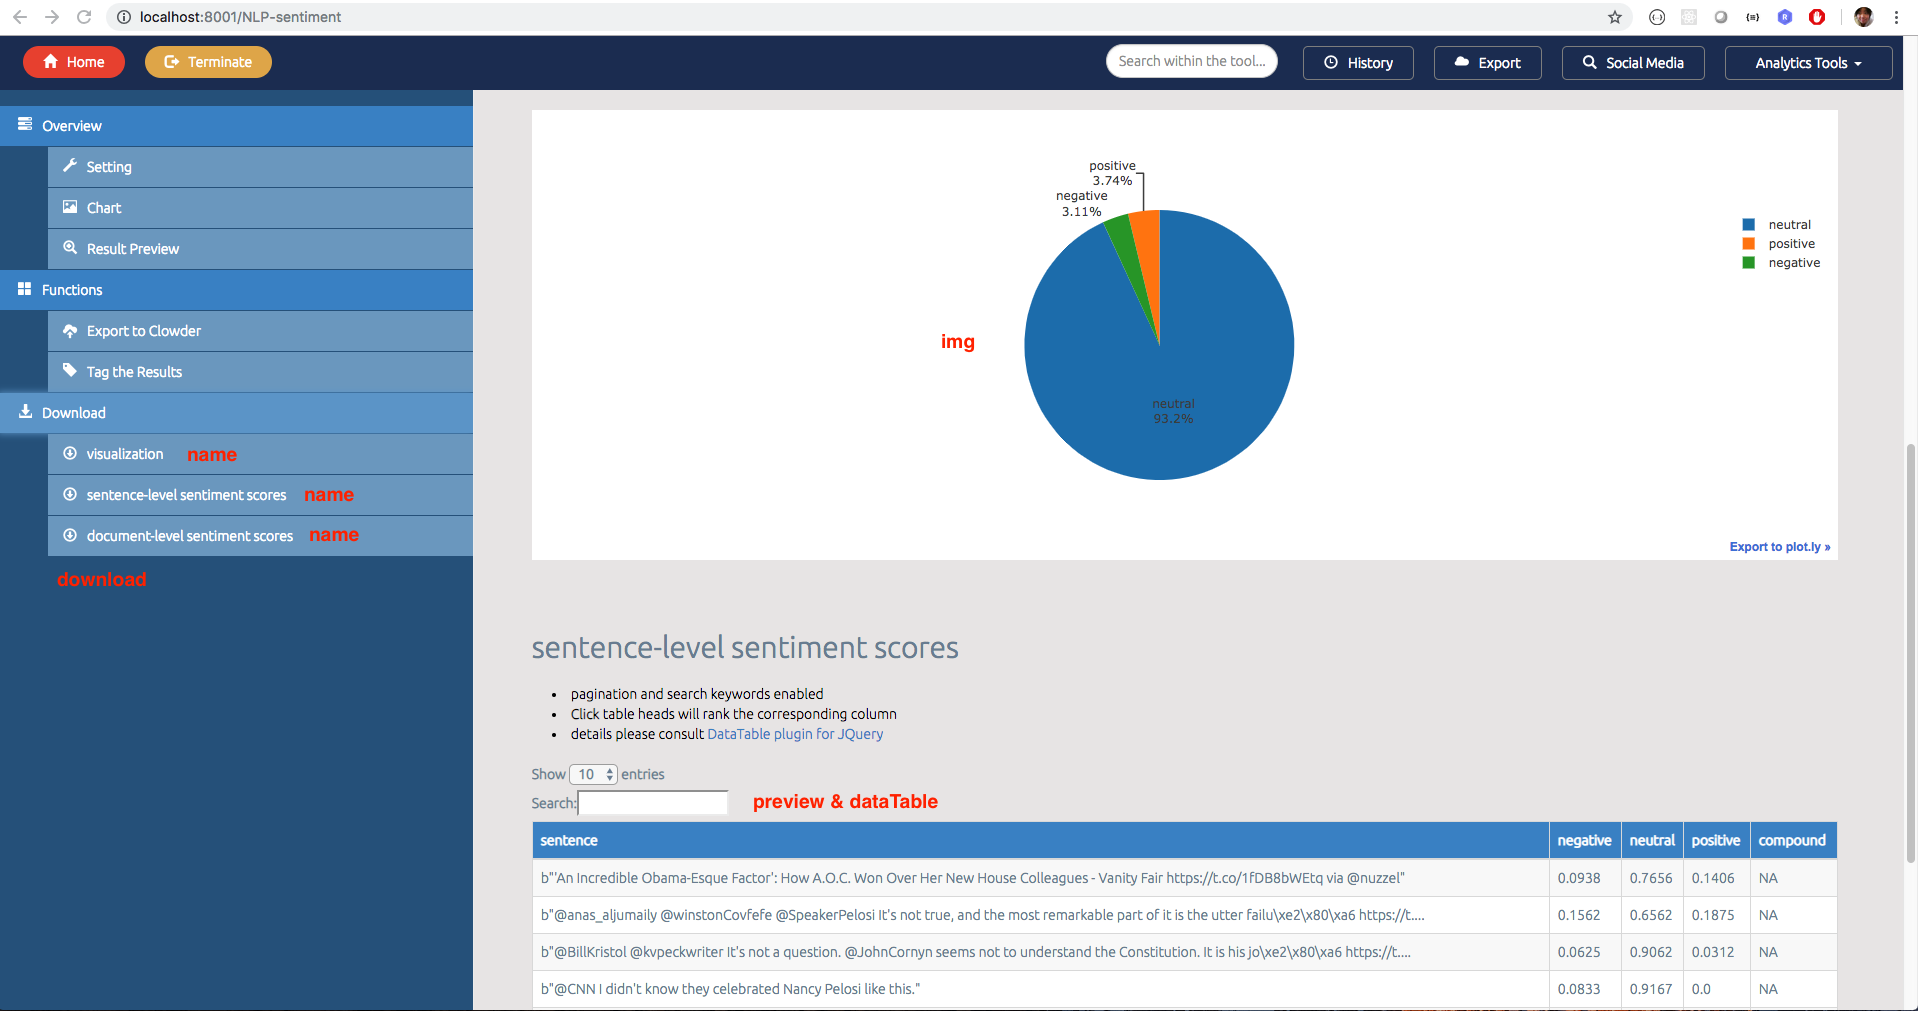 localhost:8001/NLP-sentiment
Home
Terminate
Search within the tool...
History
Export
Social Media
Analytics Tools
Overview
Setting
Chart
Result Preview
Functions
Export to Clowder
Tag the Results
Download
visualization name
sentence-level sentiment scores name
document-level sentiment scores name
download
positive
3.74%
negative
3.11%
neutral
93.2%
img
neutral
positive
negative
Export to plot.ly »
sentence-level sentiment scores
• pagination and search keywords enabled
• Click table heads will rank the corresponding column
• details please consult DataTable plugin for JQuery
Show 10 entries
Search:
preview & dataTable
sentence negative neutral positive compound
b"'An Incredible Obama-Esque Factor': How A.O.C. Won Over Her New House Colleagues - Vanity Fair https://t.co/1fDB8bWEtq via @nuzzel" 0.0938 0.7656 0.1406 NA
b"@anas_aljumaily @winstonCovfefe @SpeakerPelosi It's not true, and the most remarkable part of it is the utter failu\xe2\x80\xa6 https://t.... 0.1562 0.6562 0.1875 NA
b"@BillKristol @kvpeckwriter It's not a question. @JohnCornyn seems not to understand the Constitution. It is his jo\xe2\x80\xa6 https://t.... 0.0625 0.9062 0.0312 NA
b"@CNN I didn't know they celebrated Nancy Pelosi like this." 0.0833 0.9167 0.0 NA